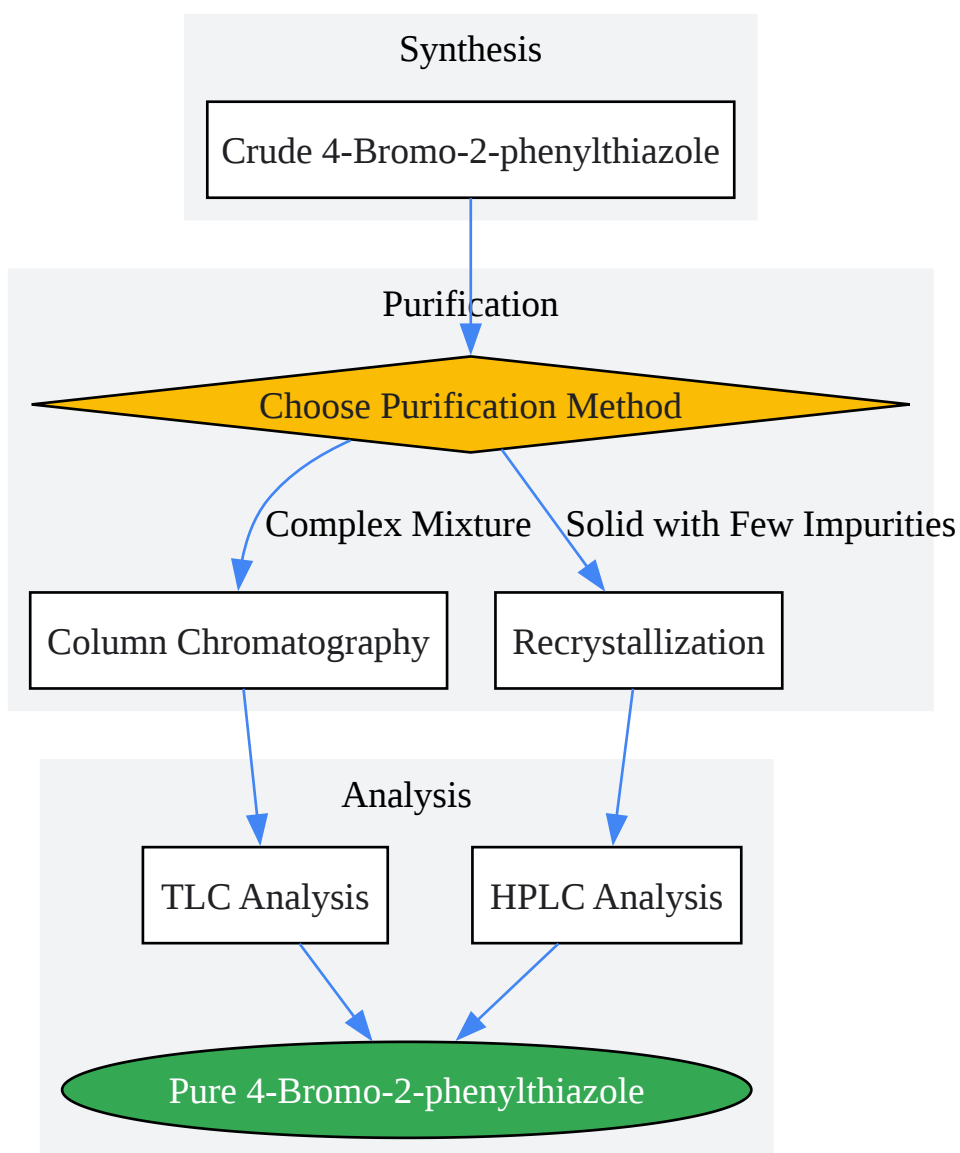 Synthesis
Crude 4-Bromo-2-phenylthiazole
Purification
Choose Purification Method
Complex Mixture
Solid with Few Impurities
Column Chromatography
Recrystallization
Analysis
TLC Analysis
HPLC Analysis
Pure 4-Bromo-2-phenylthiazole